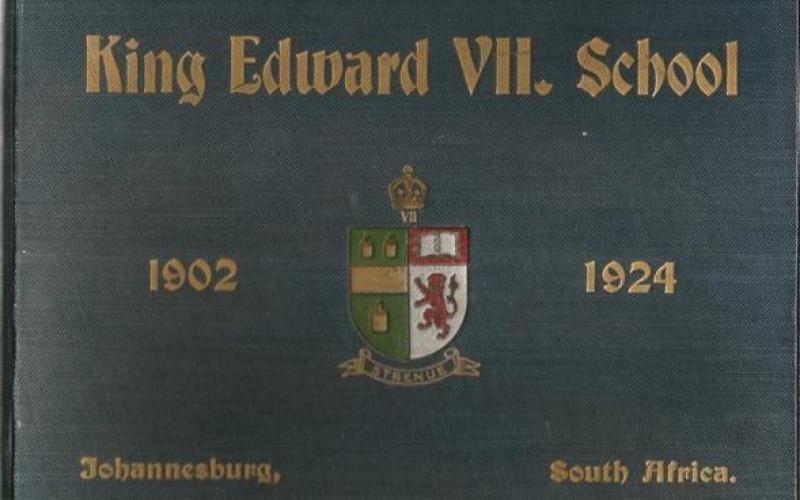 King Edward VII. School
VII
1902
1924
STRENUE
Johannesburg,
South Africa.